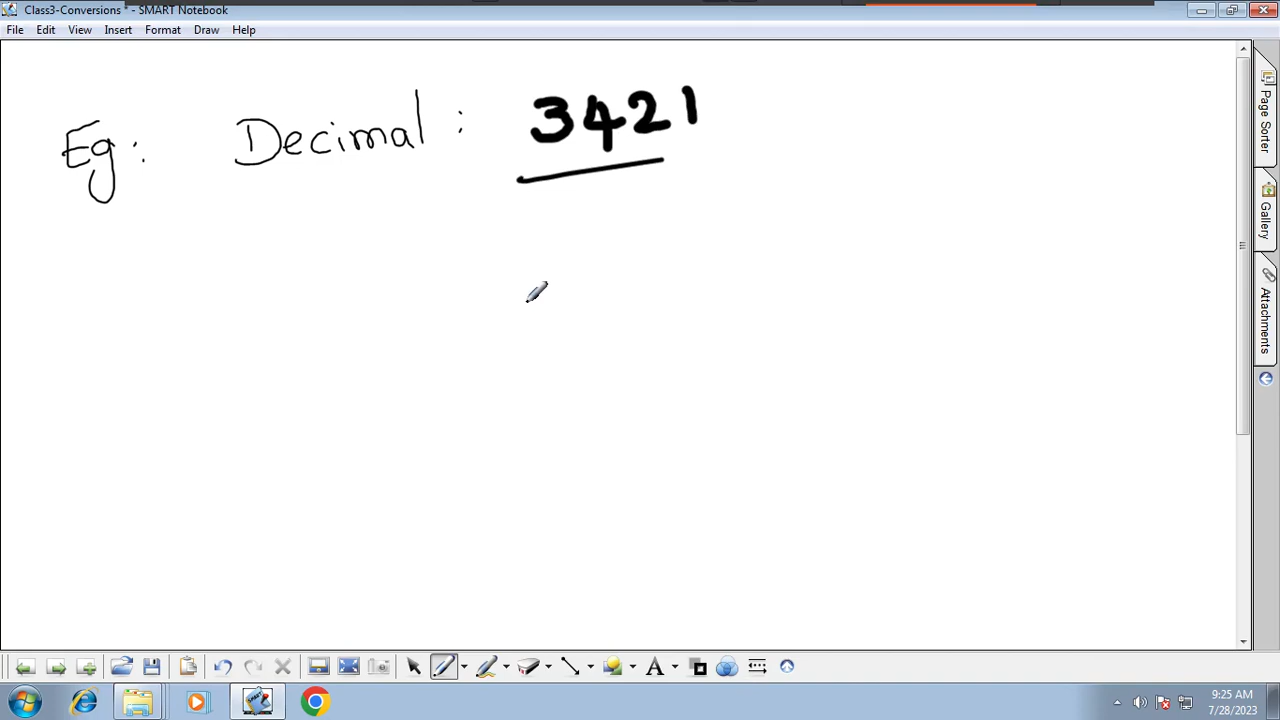 Class3-Conversions * - SMART Notebook
File Edit View Insert Format Draw Help
Eg: Decimal: 3421
Page Sorter
Gallery
Attachments
9:25 AM
7/28/2023